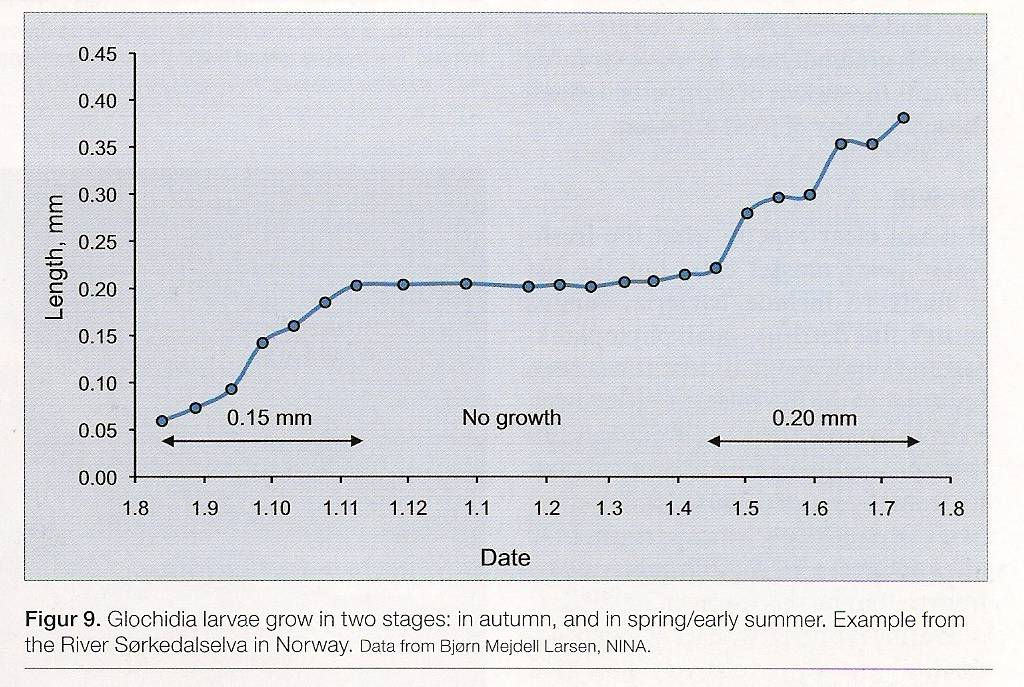 0.45
0.40
0.35
0.30
0.25
0.20
0.15
0.10
0.05
0.00
Length, mm
0.15 mm
No growth
0.20 mm
1.8 1.9 1.10 1.11 1.12 1.1 1.2 1.3 1.4 1.5 1.6 1.7 1.8
Date
Figur 9. Glochidia larvae grow in two stages: in autumn, and in spring/early summer. Example from
the River Sørkedalselva in Norway. Data from Bjørn Mejdell Larsen, NINA.